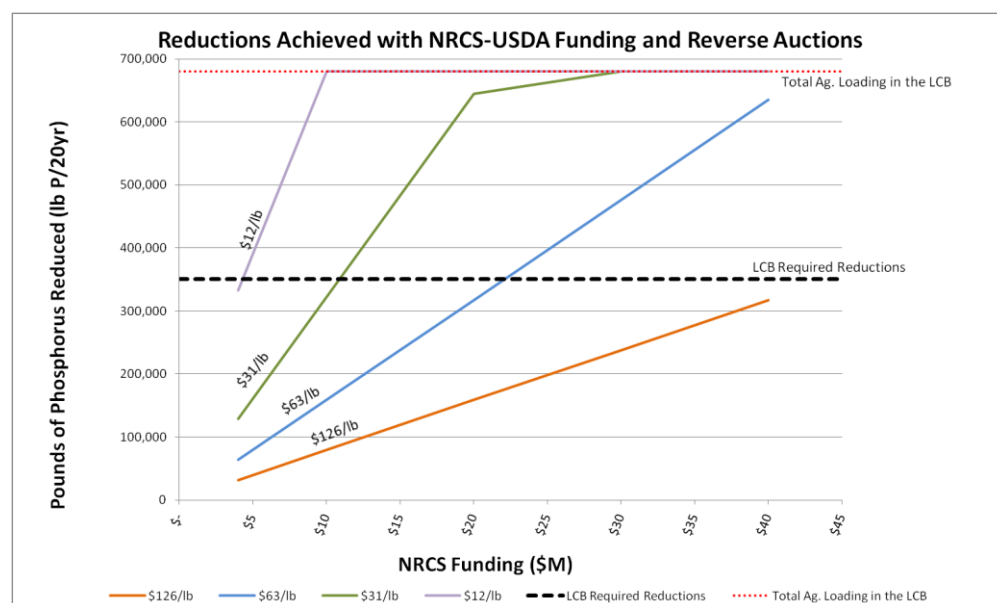 Reductions Achieved with NRCS-USDA Funding and Reverse Auctions
Pounds of Phosphorus Reduced (lb P/20yr)
700,000
600,000
500,000
400,000
300,000
200,000
100,000
0
Total Ag. Loading in the LCB
LCB Required Reductions
$12/lb
$31/lb
$63/lb
$126/lb
$-
$5
$10
$15
$20
$25
$30
$35
$40
$45
NRCS Funding ($M)
$126/lb $63/lb $31/lb $12/lb LCB Required Reductions Total Ag. Loading in the LCB